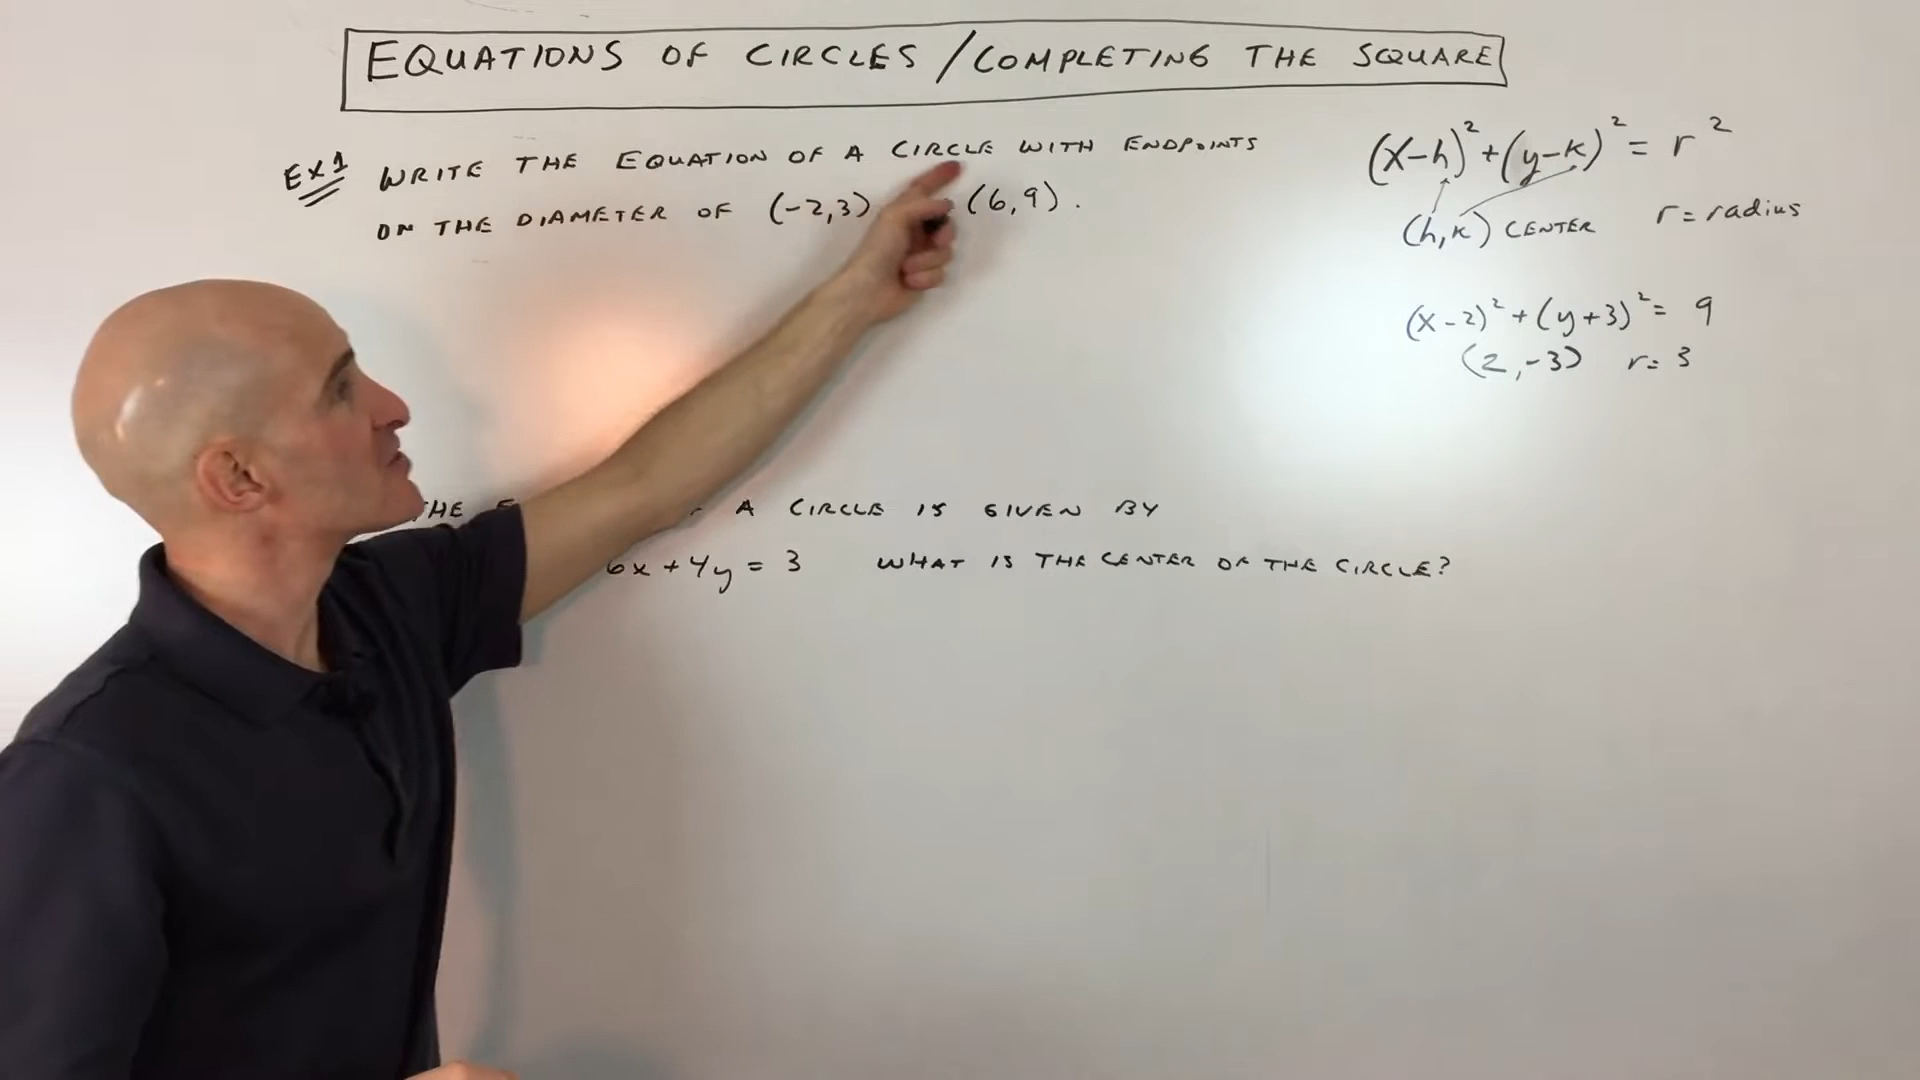 EQUATIONS OF CIRCLES / COMPLETING THE SQUARE
EX1 WRITE THE EQUATION OF A CIRCLE WITH ENDPOINTS
ON THE DIAMETER OF (-2,3) (6,9).
(x-h)²+(y-k)²= r²
(h,k) CENTER r= radius
(x-2)²+(y+3)²= 9
(2,-3) r= 3
THE A CIRCLE IS GIVEN BY
6x+4y = 3 WHAT IS THE CENTER OF THE CIRCLE?